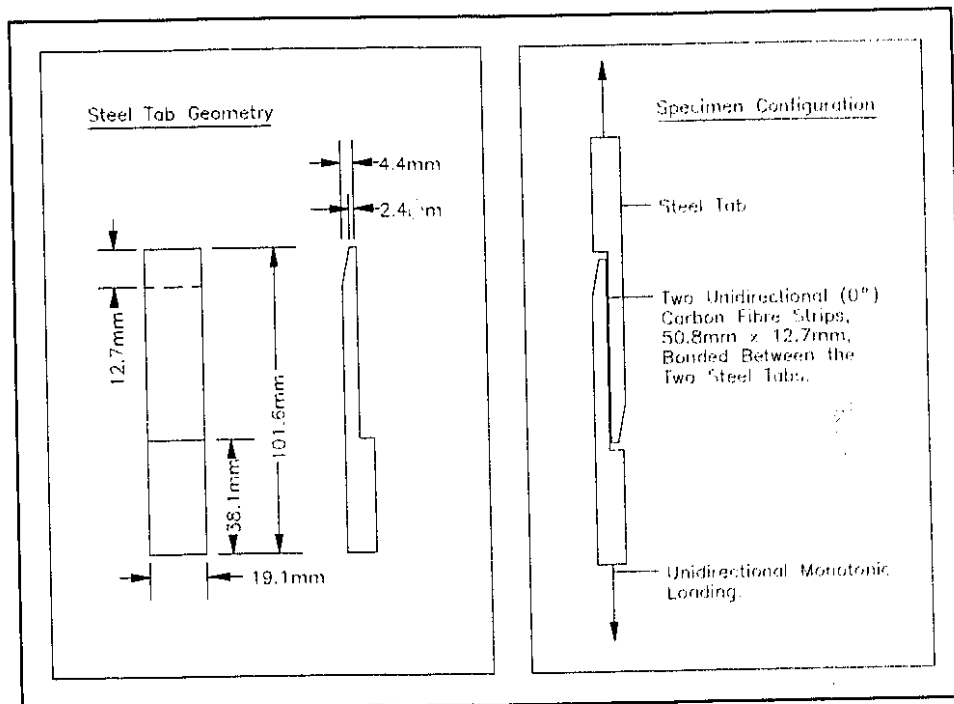 Steel Tab Geometry
4.4mm
2.4mm
12.7mm
101.6mm
38.1mm
19.1mm
Specimen Configuration
Steel Tab
Two Unidirectional (0°)
Carbon Fibre Strips,
50.8mm x 12.7mm,
Bonded Between the
Two Steel Tabs.
Unidirectional Monotonic
Loading.